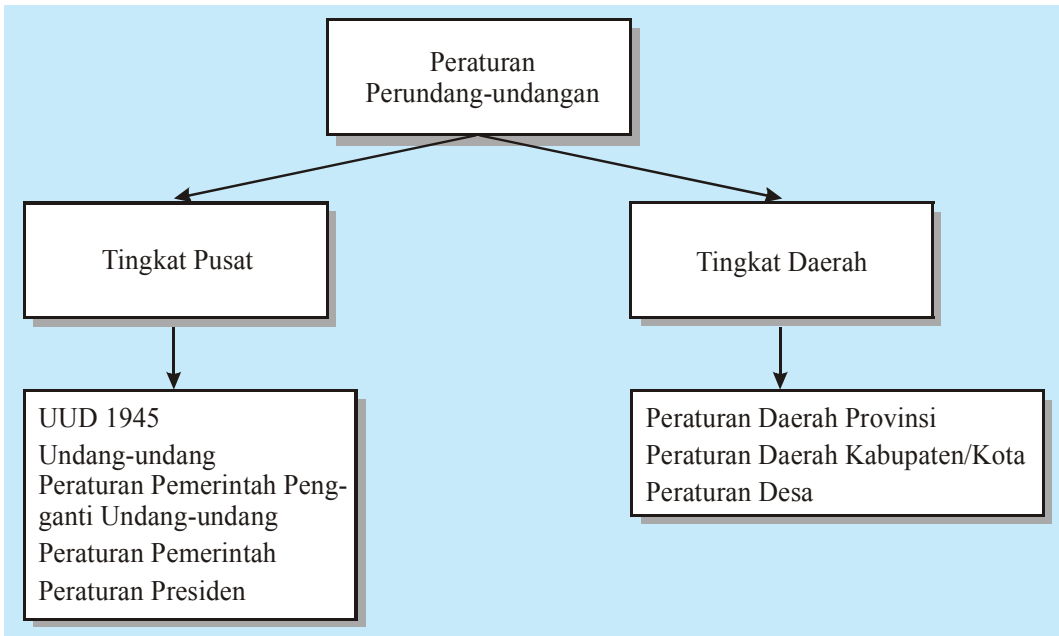 Peraturan
Perundang-undangan
Tingkat Pusat
Tingkat Daerah
UUD 1945
Undang-undang
Peraturan Pemerintah Peng-
ganti Undang-undang
Peraturan Pemerintah
Peraturan Presiden
Peraturan Daerah Provinsi
Peraturan Daerah Kabupaten/Kota
Peraturan Desa